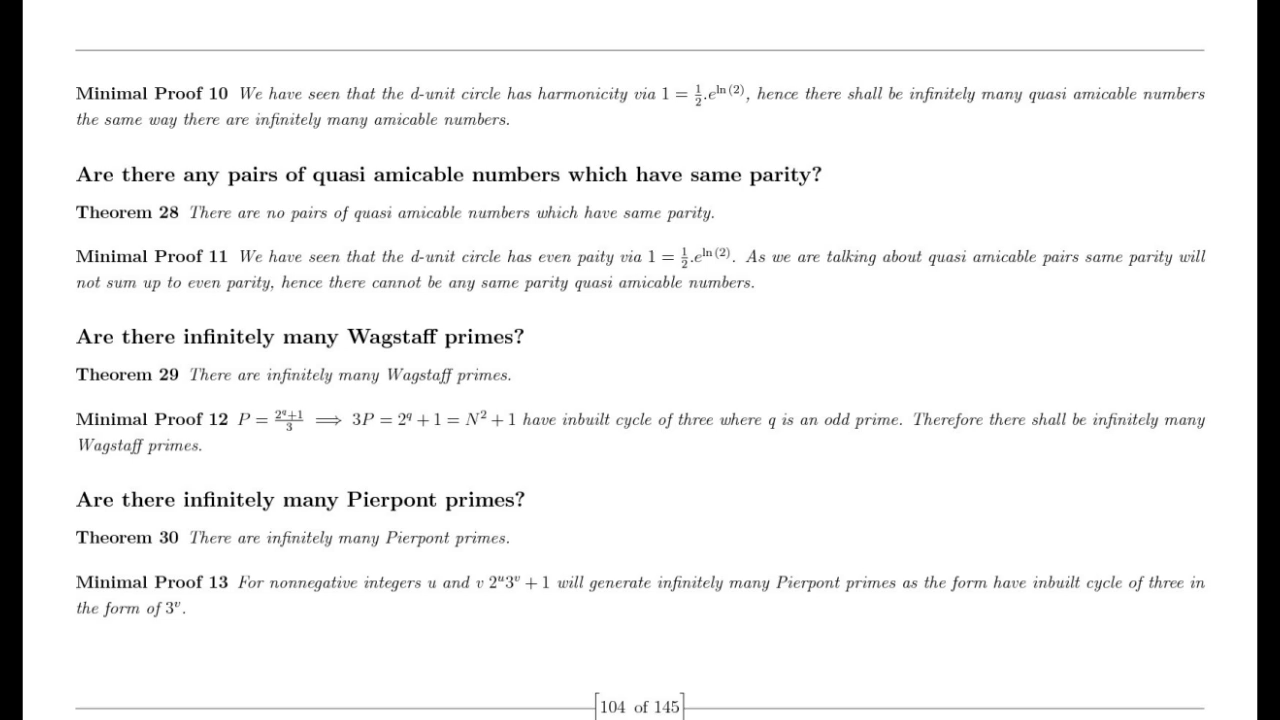 Minimal Proof 10 We have seen that the d-unit circle has harmonicity via 1 = \frac{1}{2}.e^{\ln(2)}, hence there shall be infinitely many quasi amicable numbers
the same way there are infinitely many amicable numbers.
Are there any pairs of quasi amicable numbers which have same parity?
Theorem 28 There are no pairs of quasi amicable numbers which have same parity.
Minimal Proof 11 We have seen that the d-unit circle has even paity via 1 = \frac{1}{2}.e^{\ln(2)}. As we are talking about quasi amicable pairs same parity will
not sum up to even parity, hence there cannot be any same parity quasi amicable numbers.
Are there infinitely many Wagstaff primes?
Theorem 29 There are infinitely many Wagstaff primes.
Minimal Proof 12 P = \frac{2^q+1}{3} ⟹ 3P = 2^q + 1 = N^2 + 1 have inbuilt cycle of three where q is an odd prime. Therefore there shall be infinitely many
Wagstaff primes.
Are there infinitely many Pierpont primes?
Theorem 30 There are infinitely many Pierpont primes.
Minimal Proof 13 For nonnegative integers u and v 2^u3^v + 1 will generate infinitely many Pierpont primes as the form have inbuilt cycle of three in
the form of 3^v.
[104 of 145]